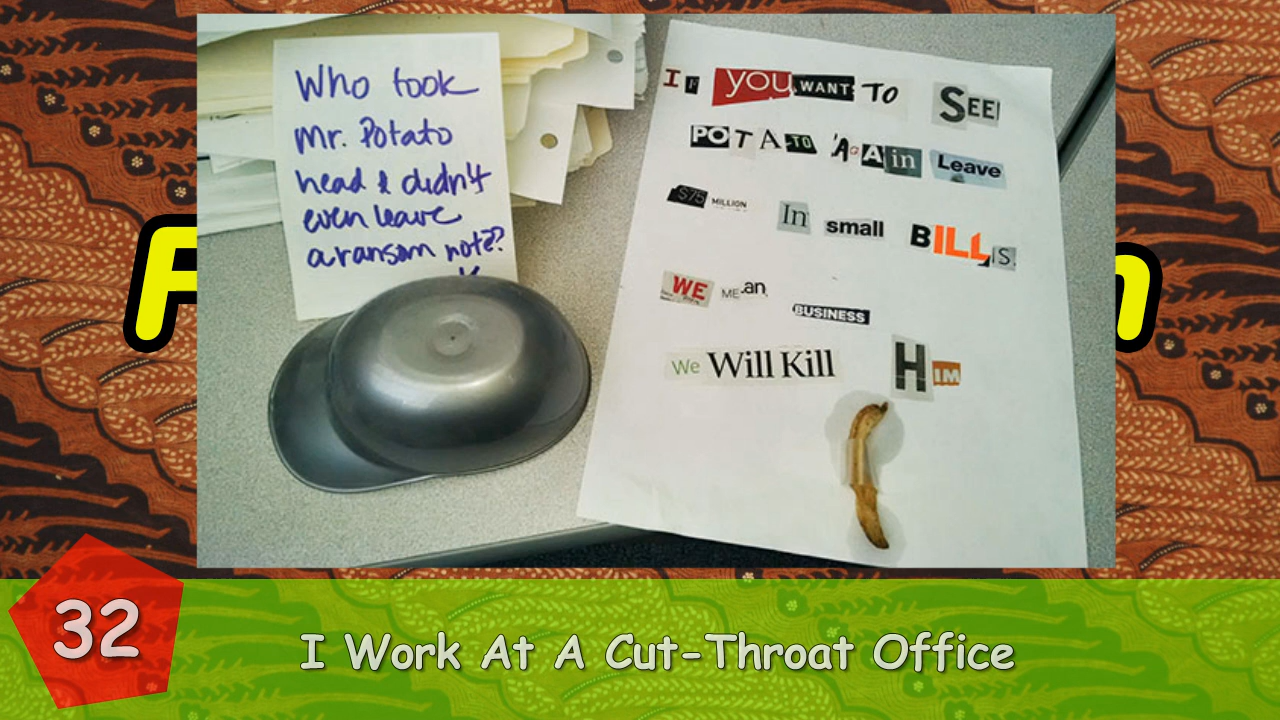 Who took
Mr. Potato
head & didn't
even leave
a ransom note??
IF you WANT TO SEE
POTATO AgAin Leave
$75 MILLION In small BILLS.
WE MEan BUSINESS
We Will Kill HIM
32
I Work At A Cut-Throat Office